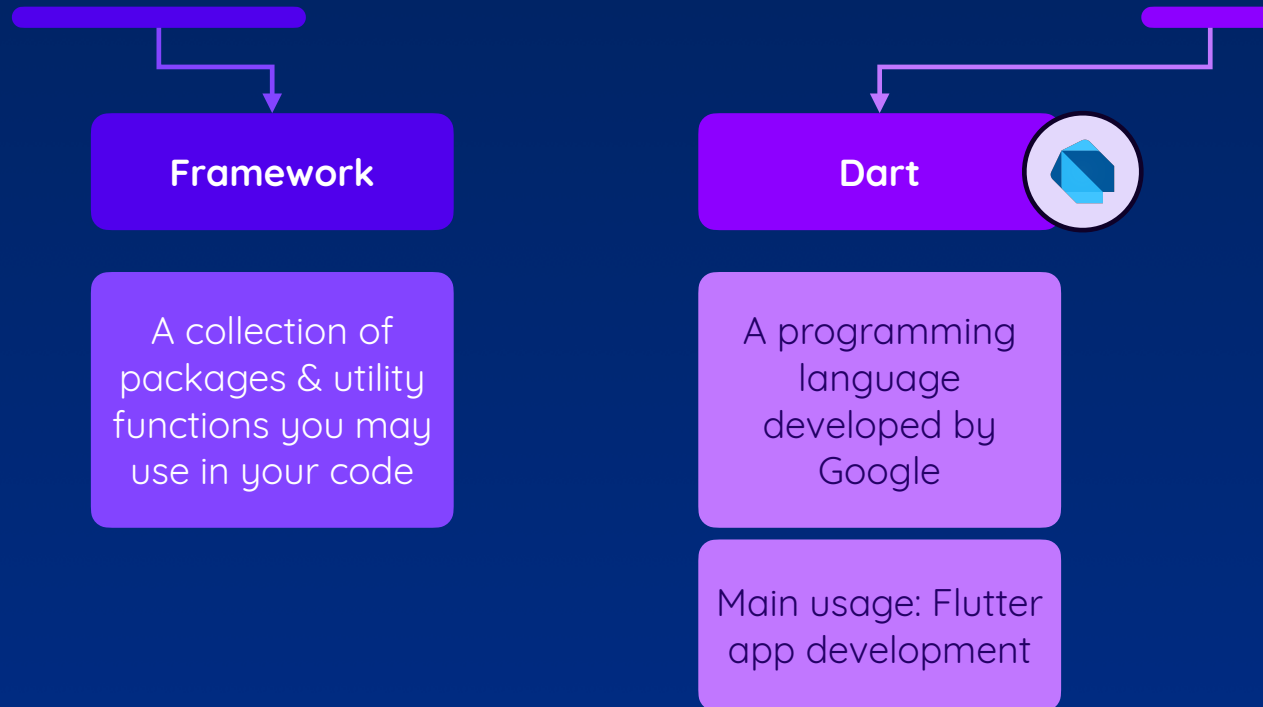 Framework
A collection of
packages & utility
functions you may
use in your code
Dart
A programming
language
developed by
Google
Main usage: Flutter
app development